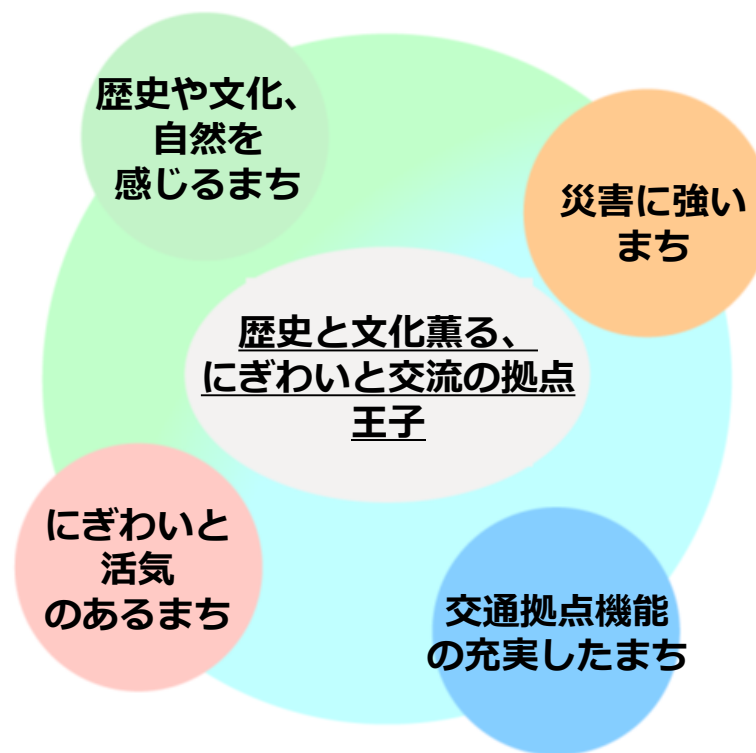 歴史や文化、
自然を
感じるまち
災害に強い
まち
歴史と文化薫る、
にぎわいと交流の拠点
王子
にぎわいと
活気
のあるまち
交通拠点機能
の充実したまち